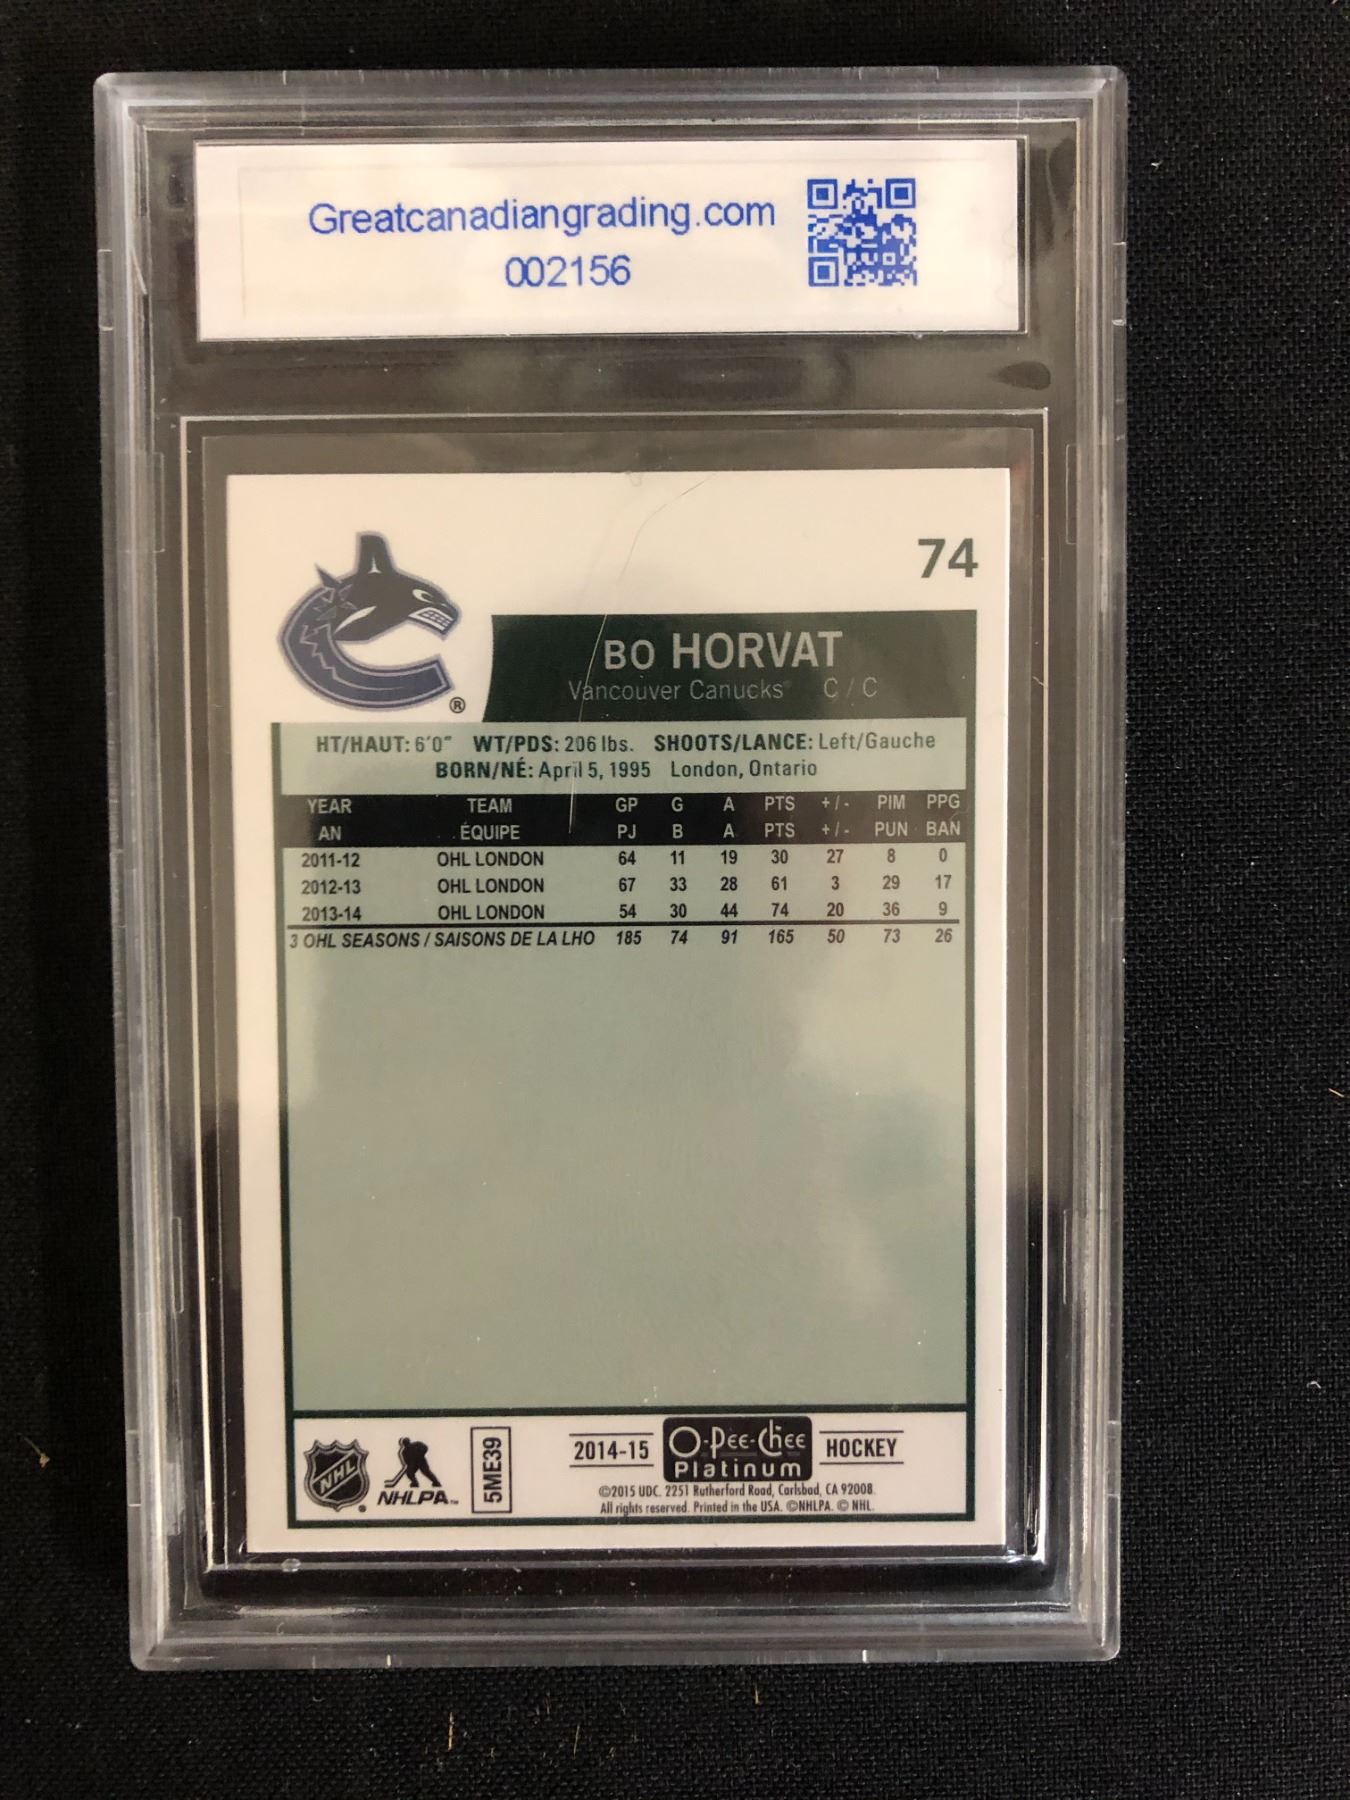 Greatcanadiangrading.com
002156
74
®
BO HORVAT
Vancouver Canucks® C / C
HT/HAUT: 6'0" WT/PDS: 206 lbs. SHOOTS/LANCE: Left/Gauche
BORN/NÉ: April 5, 1995 London, Ontario
YEAR TEAM GP G A PTS +/- PIM PPG
AN ÉQUIPE PJ B A PTS +/- PUN BAN
2011-12 OHL LONDON 64 11 19 30 27 8 0
2012-13 OHL LONDON 67 33 28 61 3 29 17
2013-14 OHL LONDON 54 30 44 74 20 36 9
3 OHL SEASONS / SAISONS DE LA LHO 185 74 91 165 50 73 26
NHL ®
NHLPA™
5ME39
2014-15 O-Pee-Chee HOCKEY
Platinum
©2015 UDC. 2251 Rutherford Road, Carlsbad, CA 92008.
All rights reserved. Printed in the USA. ©NHLPA. © NHL.